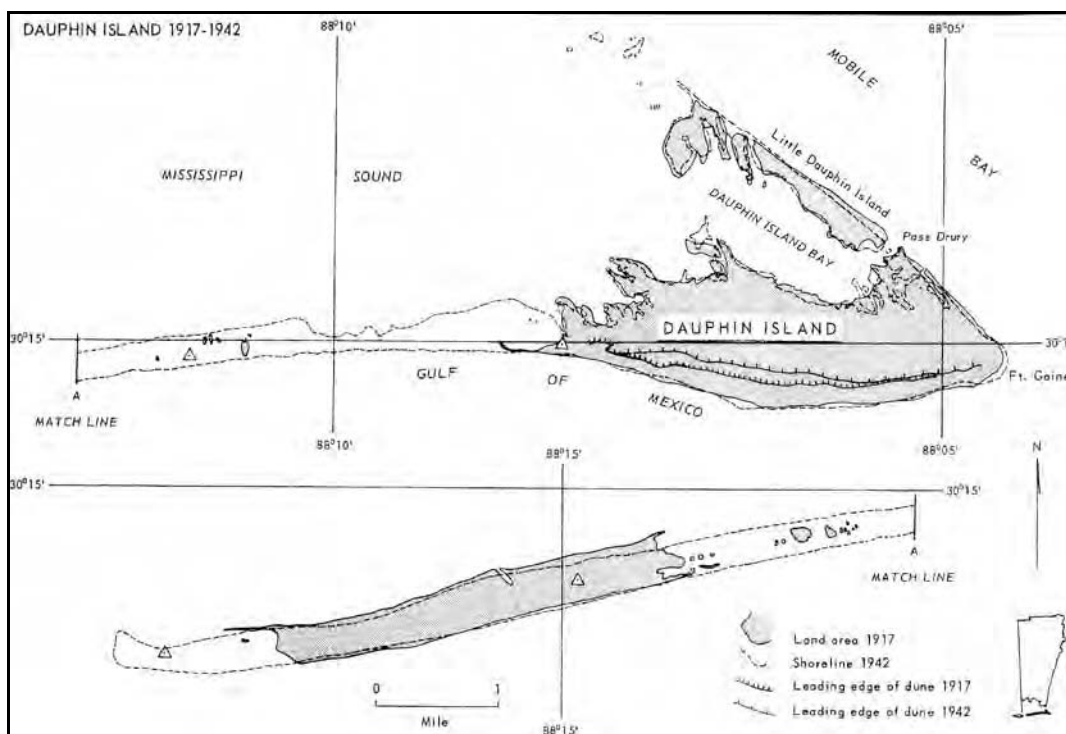 DAUPHIN ISLAND 1917-1942
88°10'
88°05'
MOBILE
BAY
MISSISSIPPI
SOUND
Little Dauphin Island
DAUPHIN ISLAND BAY
Pass Drury
30°15'
DAUPHIN ISLAND
30°1
A
GULF
OF
MEXICO
Ft. Gaine
MATCH LINE
88°10'
88°15'
88°05'
N
30°15'
30°15'
A
MATCH LINE
Land area 1917
Shoreline 1942
Leading edge of dune 1917
Leading edge of dune 1942
0 1
Mile
88°15'